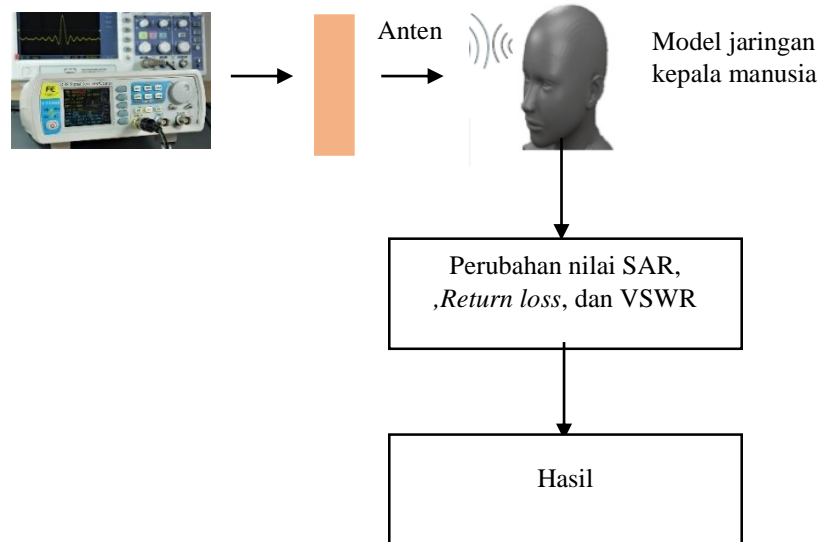 Anten
Model jaringan
kepala manusia
Perubahan nilai SAR,
,Return loss, dan VSWR
Hasil